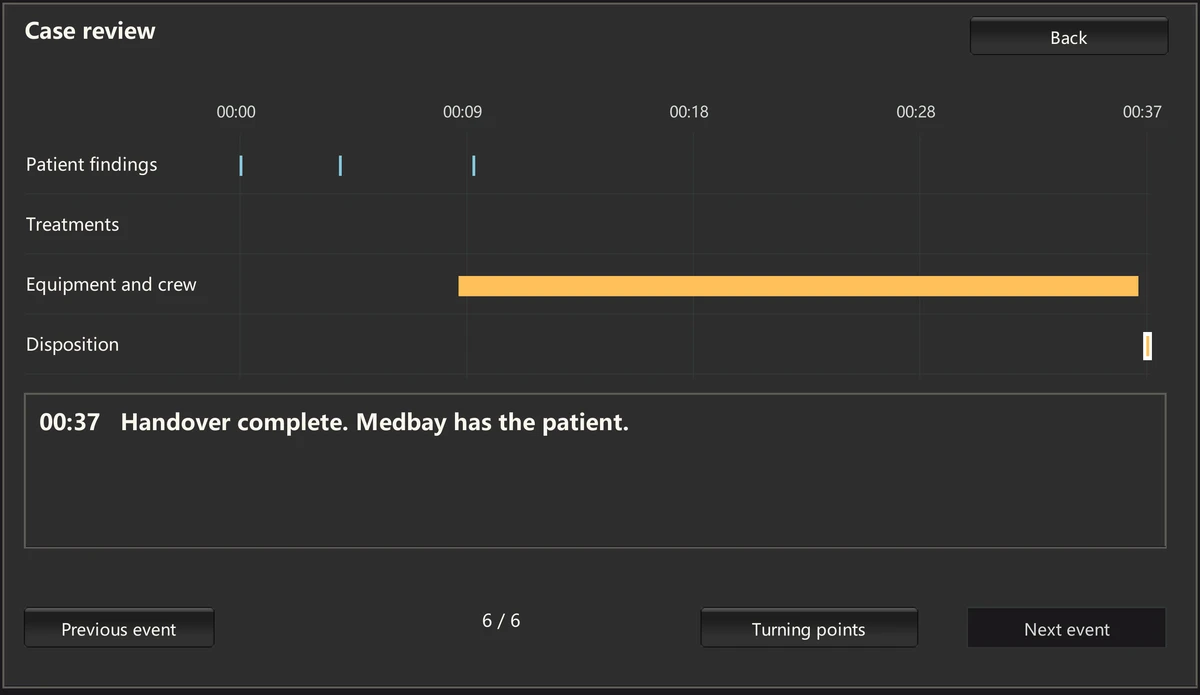 Case review
Back
00:00 00:09 00:18 00:28 00:37
Patient findings
Treatments
Equipment and crew
Disposition
00:37 Handover complete. Medbay has the patient.
Previous event
6 / 6
Turning points
Next event